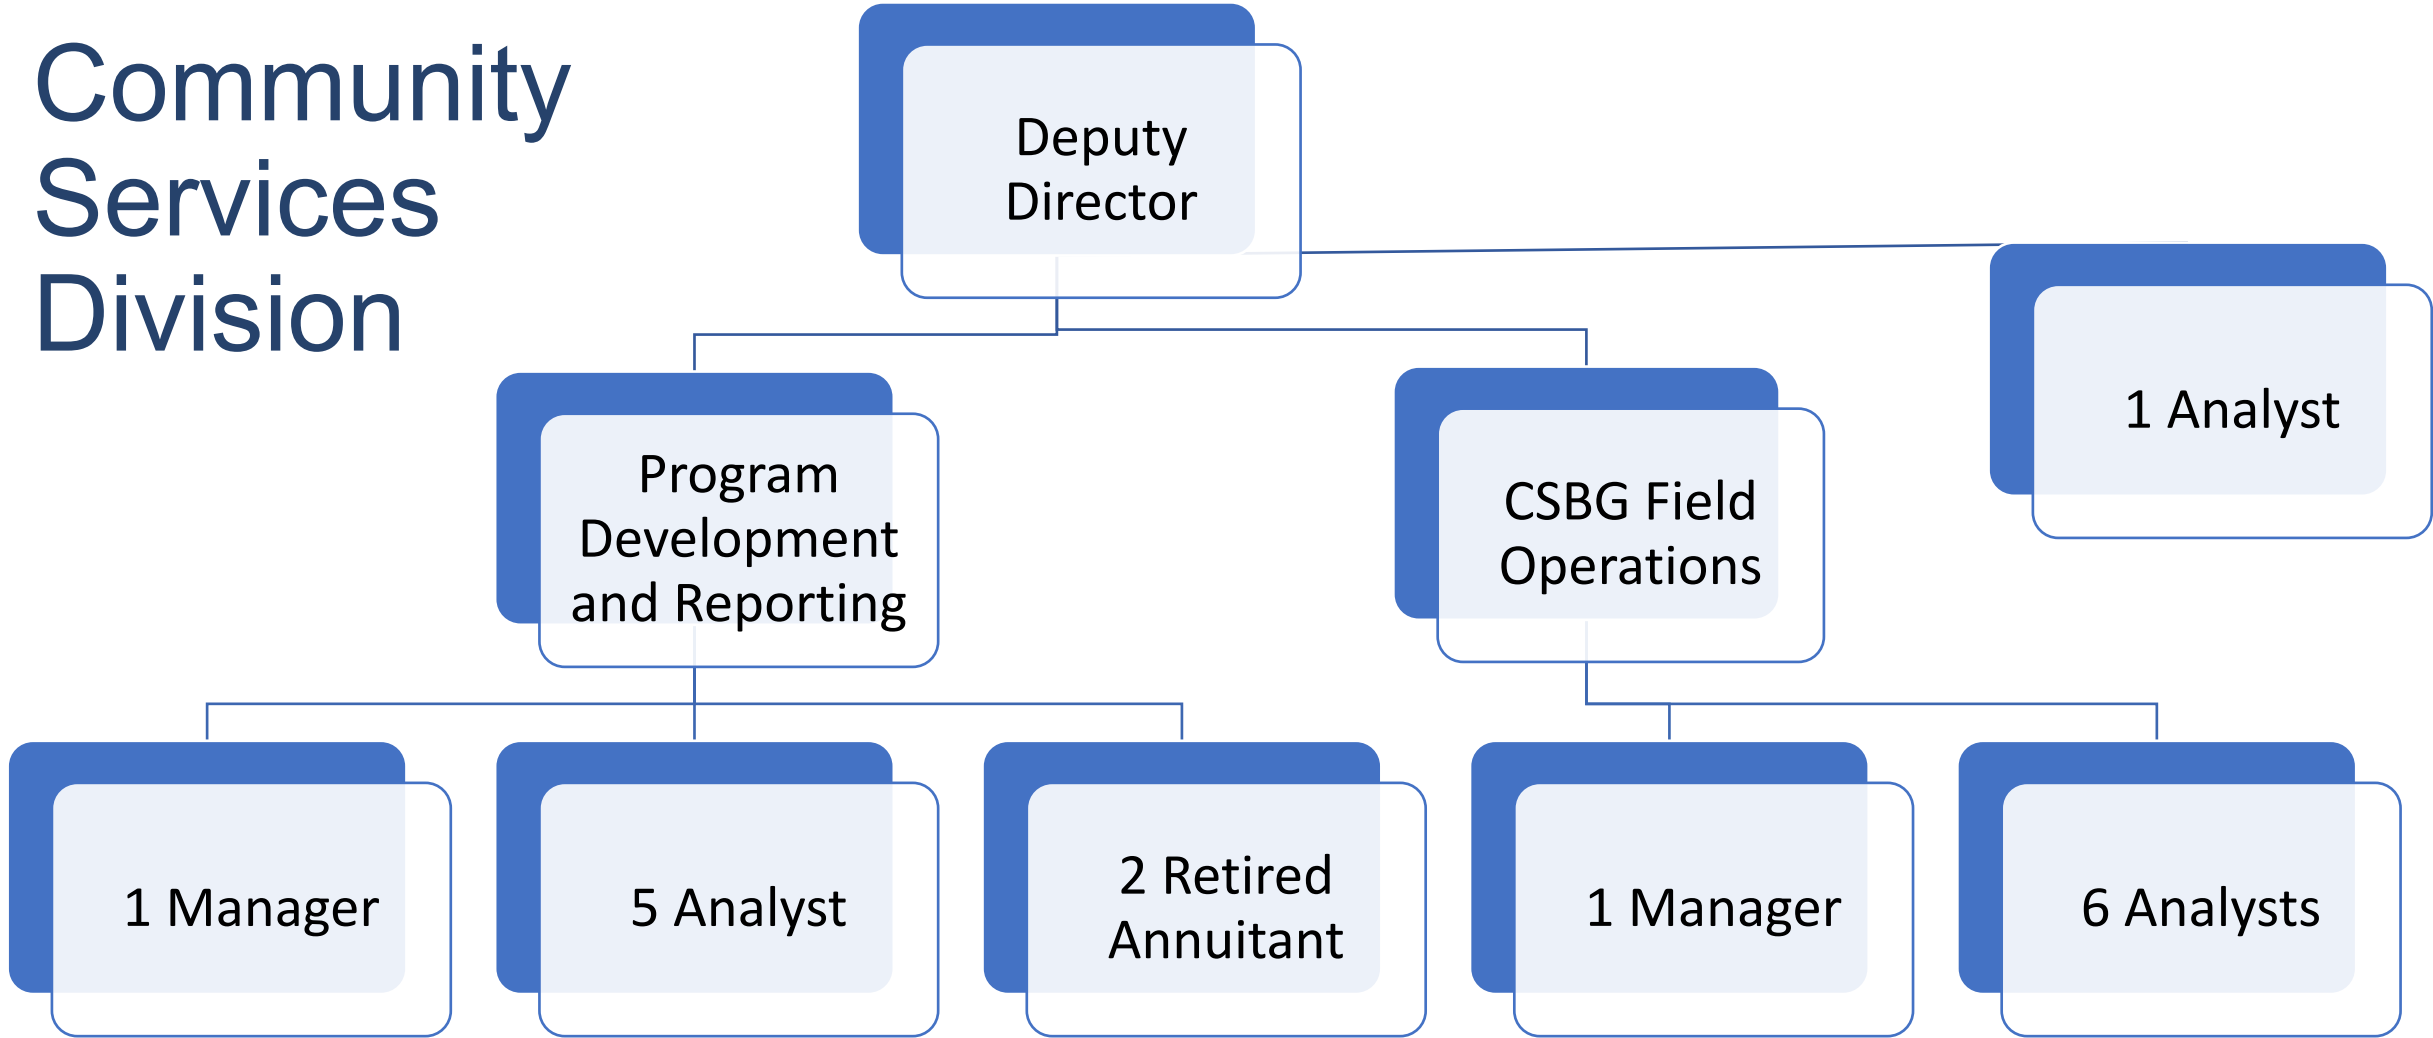 Community
Services
Division
Deputy
Director
1 Analyst
Program
Development
and Reporting
CSBG Field
Operations
1 Manager
5 Analyst
2 Retired
Annuitant
1 Manager
6 Analysts